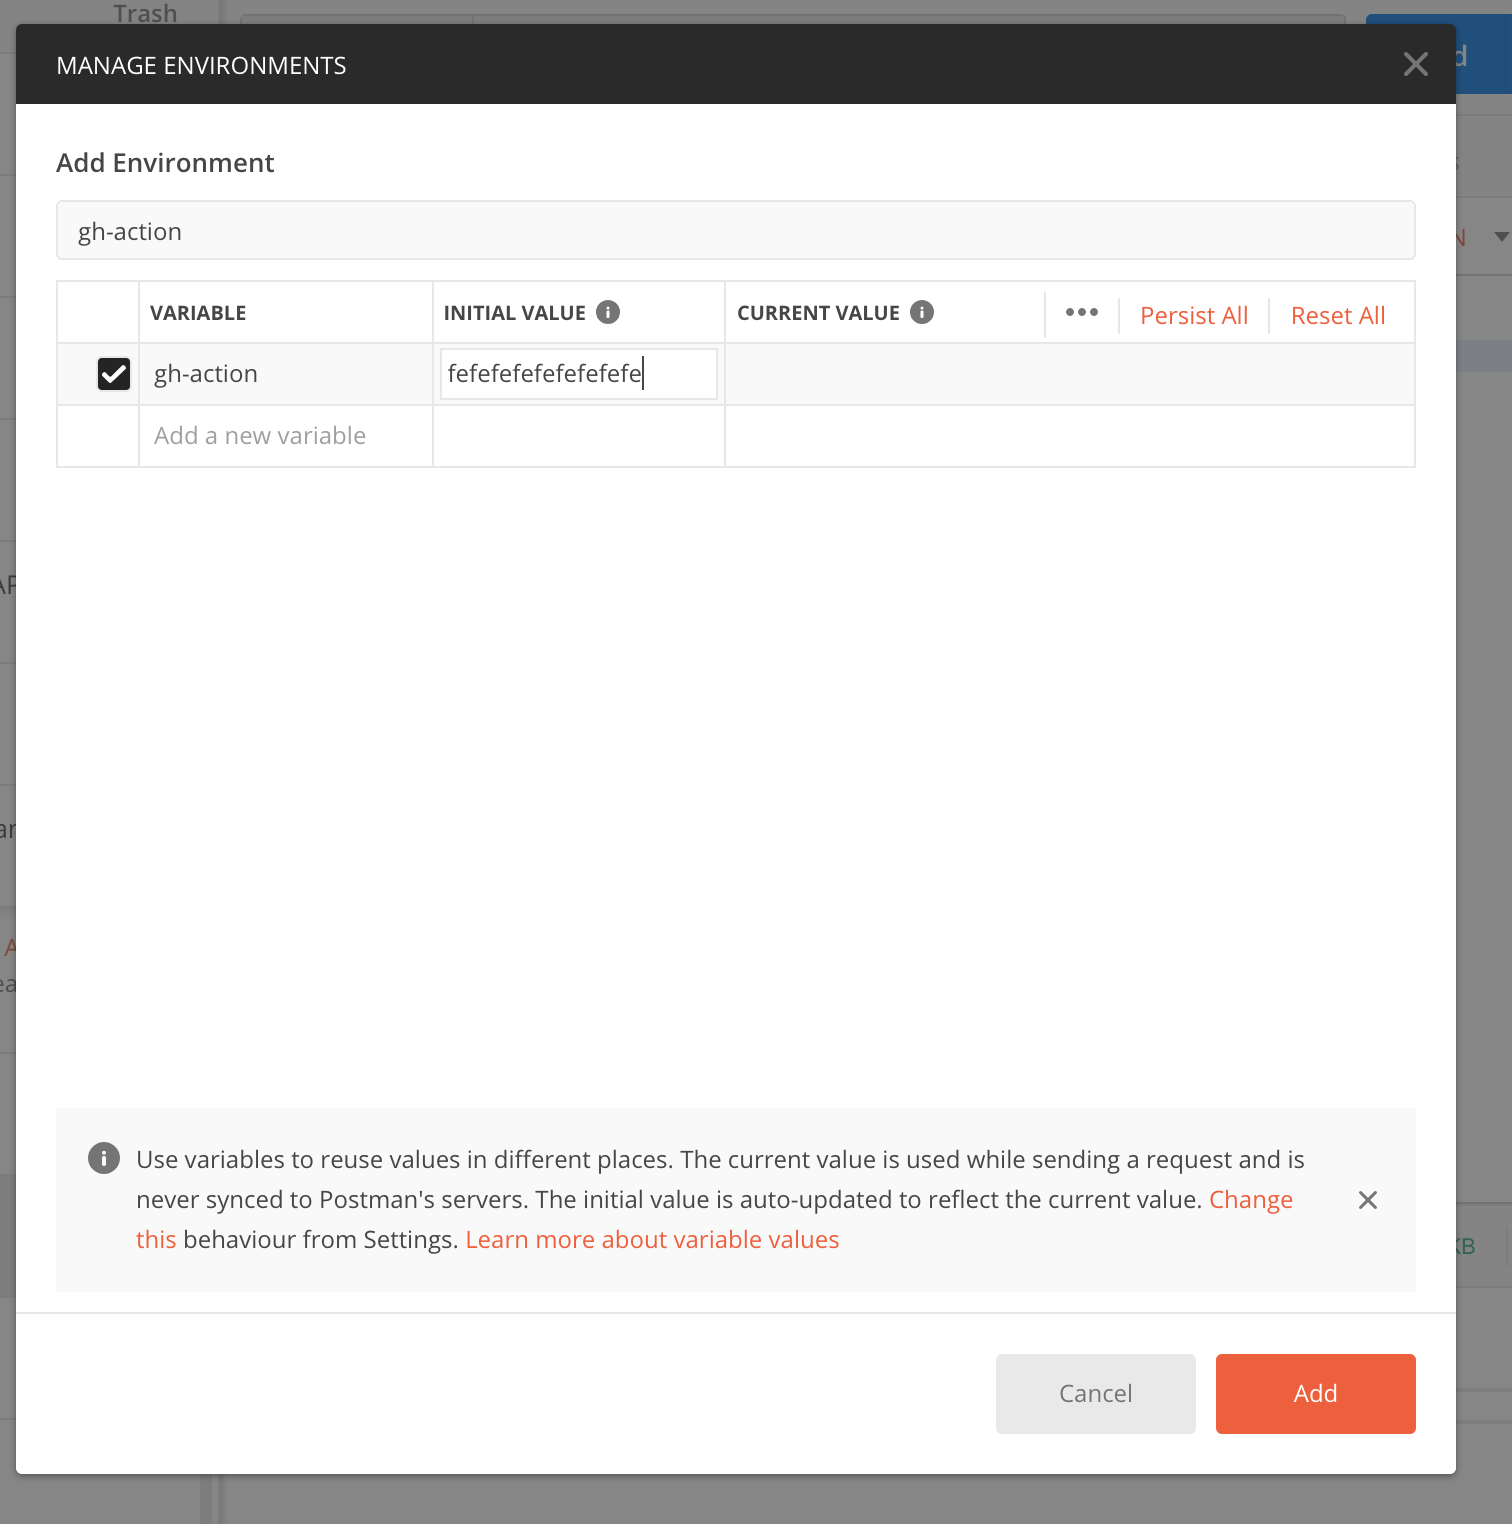 Trash
MANAGE ENVIRONMENTS
Add Environment
gh-action
VARIABLE INITIAL VALUE CURRENT VALUE Persist All Reset All
gh-action fefefefefefefefefe
Add a new variable
Use variables to reuse values in different places. The current value is used while sending a request and is
never synced to Postman's servers. The initial value is auto-updated to reflect the current value. Change
this behaviour from Settings. Learn more about variable values
KB
Cancel Add